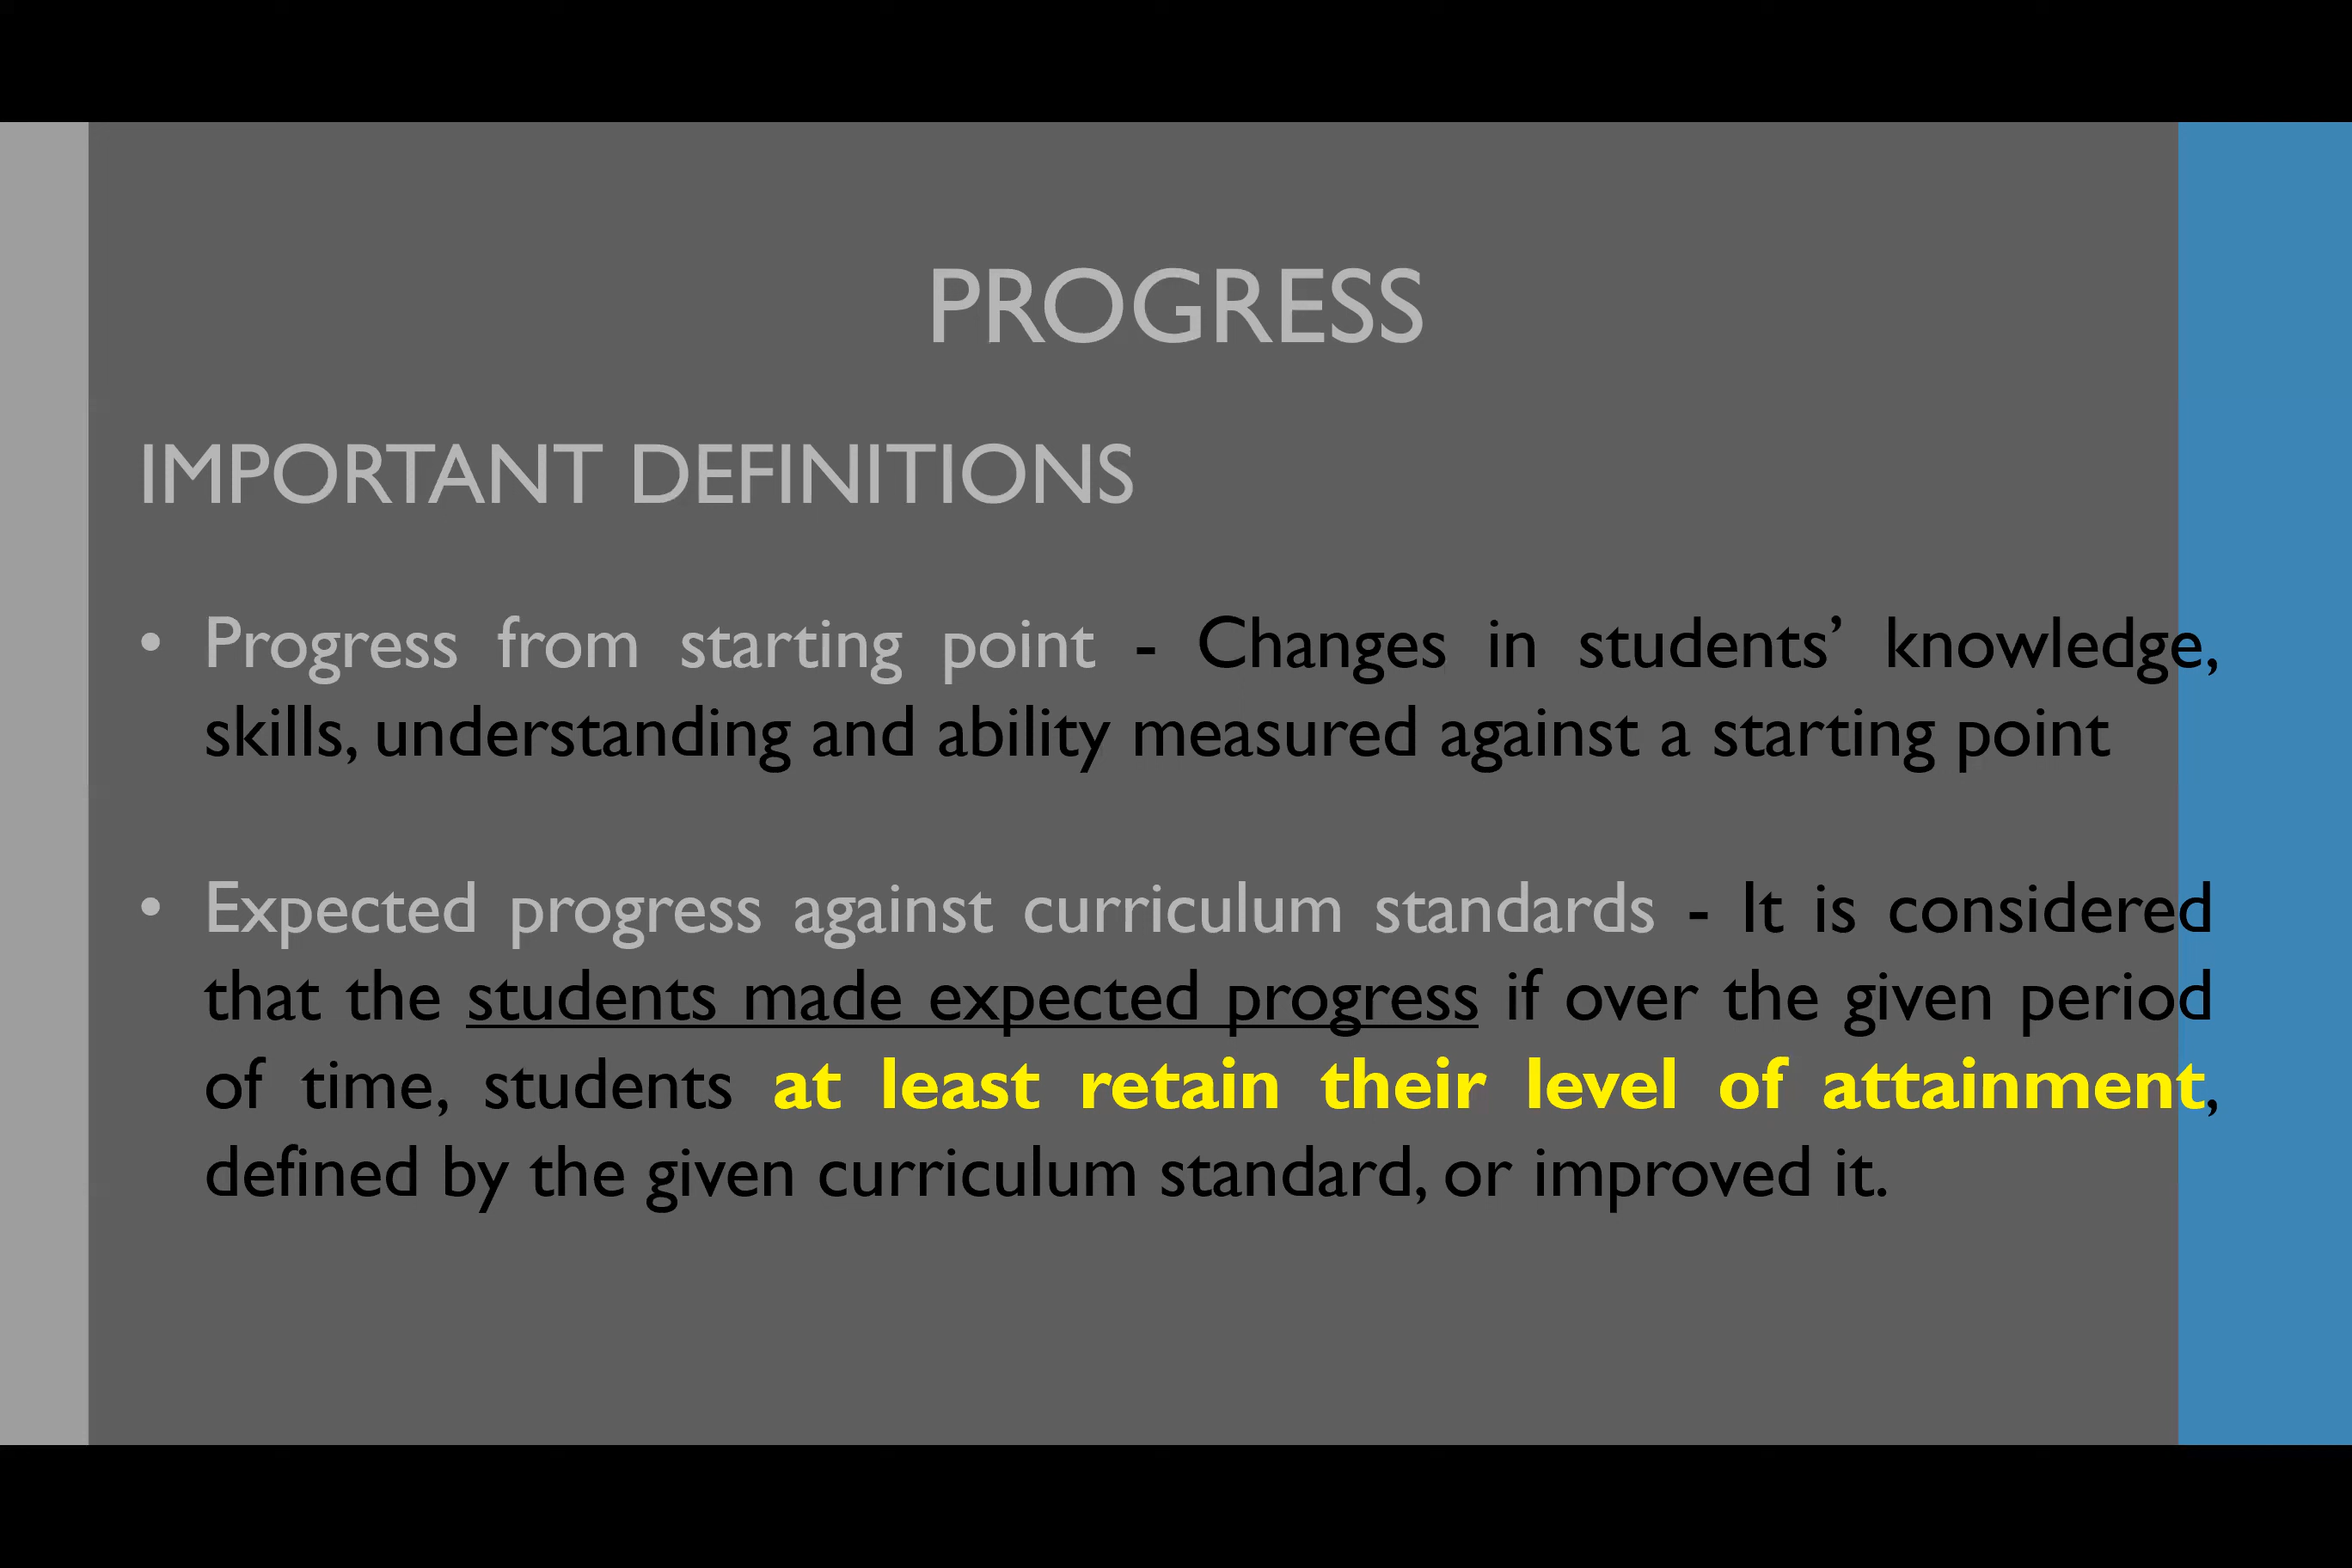 PROGRESS
IMPORTANT DEFINITIONS
• Progress from starting point - Changes in students’ knowledge,
skills, understanding and ability measured against a starting point
• Expected progress against curriculum standards - It is considered
that the students made expected progress if over the given period
of time, students at least retain their level of attainment,
defined by the given curriculum standard, or improved it.